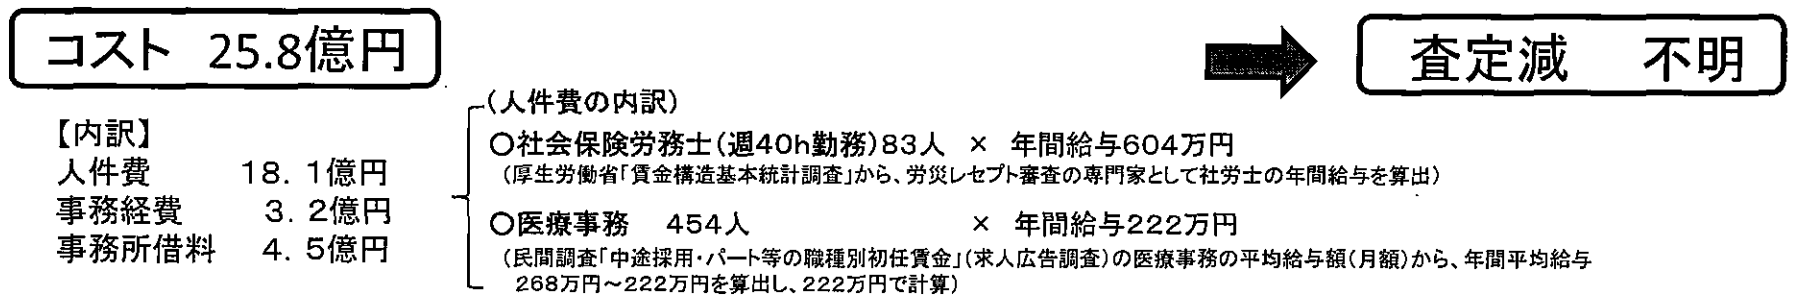 コスト 25.8億円
査定減 不明
【内訳】
人件費 18.1億円
事務経費 3.2億円
事務所借料 4.5億円
(人件費の内訳)
○社会保険労務士(週40h勤務)83人 × 年間給与604万円
(厚生労働省「賃金構造基本統計調査」から、労災レセプト審査の専門家として社労士の年間給与を算出)
○医療事務 454人 × 年間給与222万円
(民間調査「中途採用・パート等の職種別初任賃金」(求人広告調査)の医療事務の平均給与額(月額)から、年間平均給与
268万円~222万円を算出し、222万円で計算)